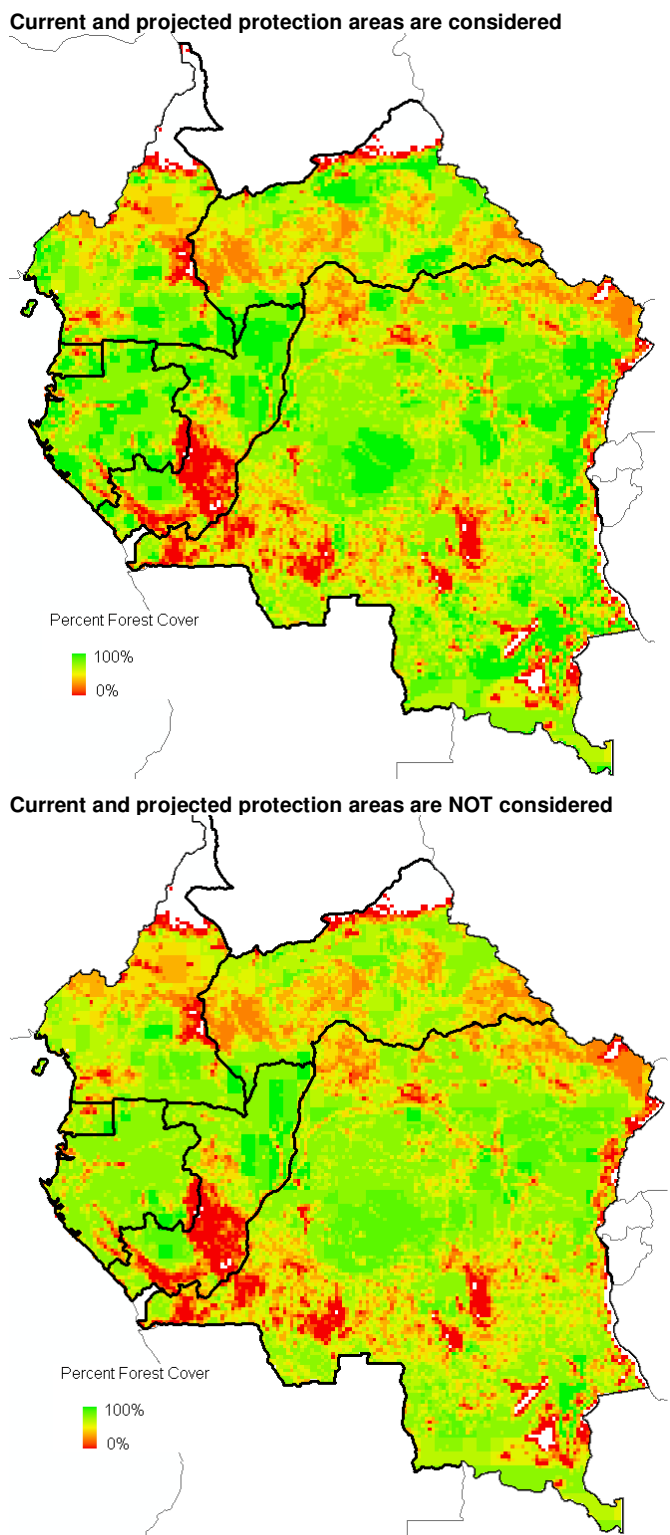 Current and projected protection areas are considered
Percent Forest Cover
100%
0%
Current and projected protection areas are NOT considered
Percent Forest Cover
100%
0%